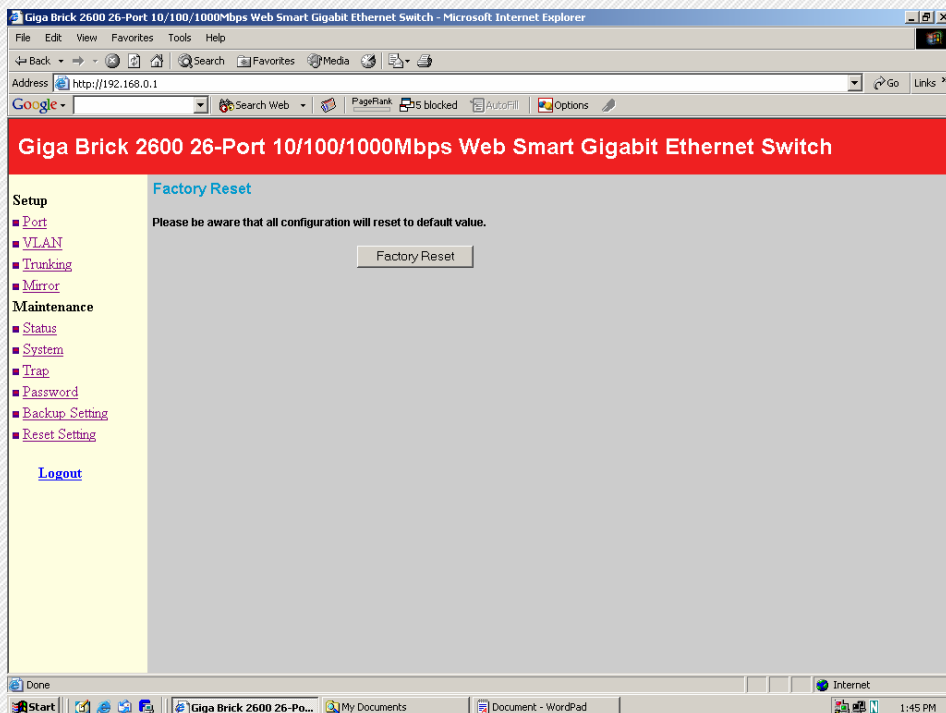 Giga Brick 2600 26-Port 10/100/1000Mbps Web Smart Gigabit Ethernet Switch - Microsoft Internet Explorer
File Edit View Favorites Tools Help
Back Search Favorites Media
Address http://192.168.0.1 Go Links »
Google Search Web PageRank 15 blocked AutoFill Options
Giga Brick 2600 26-Port 10/100/1000Mbps Web Smart Gigabit Ethernet Switch
Setup
Port
VLAN
Trunking
Mirror
Maintenance
Status
System
Trap
Password
Backup Setting
Reset Setting
Logout
Factory Reset
Please be aware that all configuration will reset to default value.
Factory Reset
Done Internet
Start Giga Brick 2600 26-Po... My Documents Document - WordPad 1:45 PM